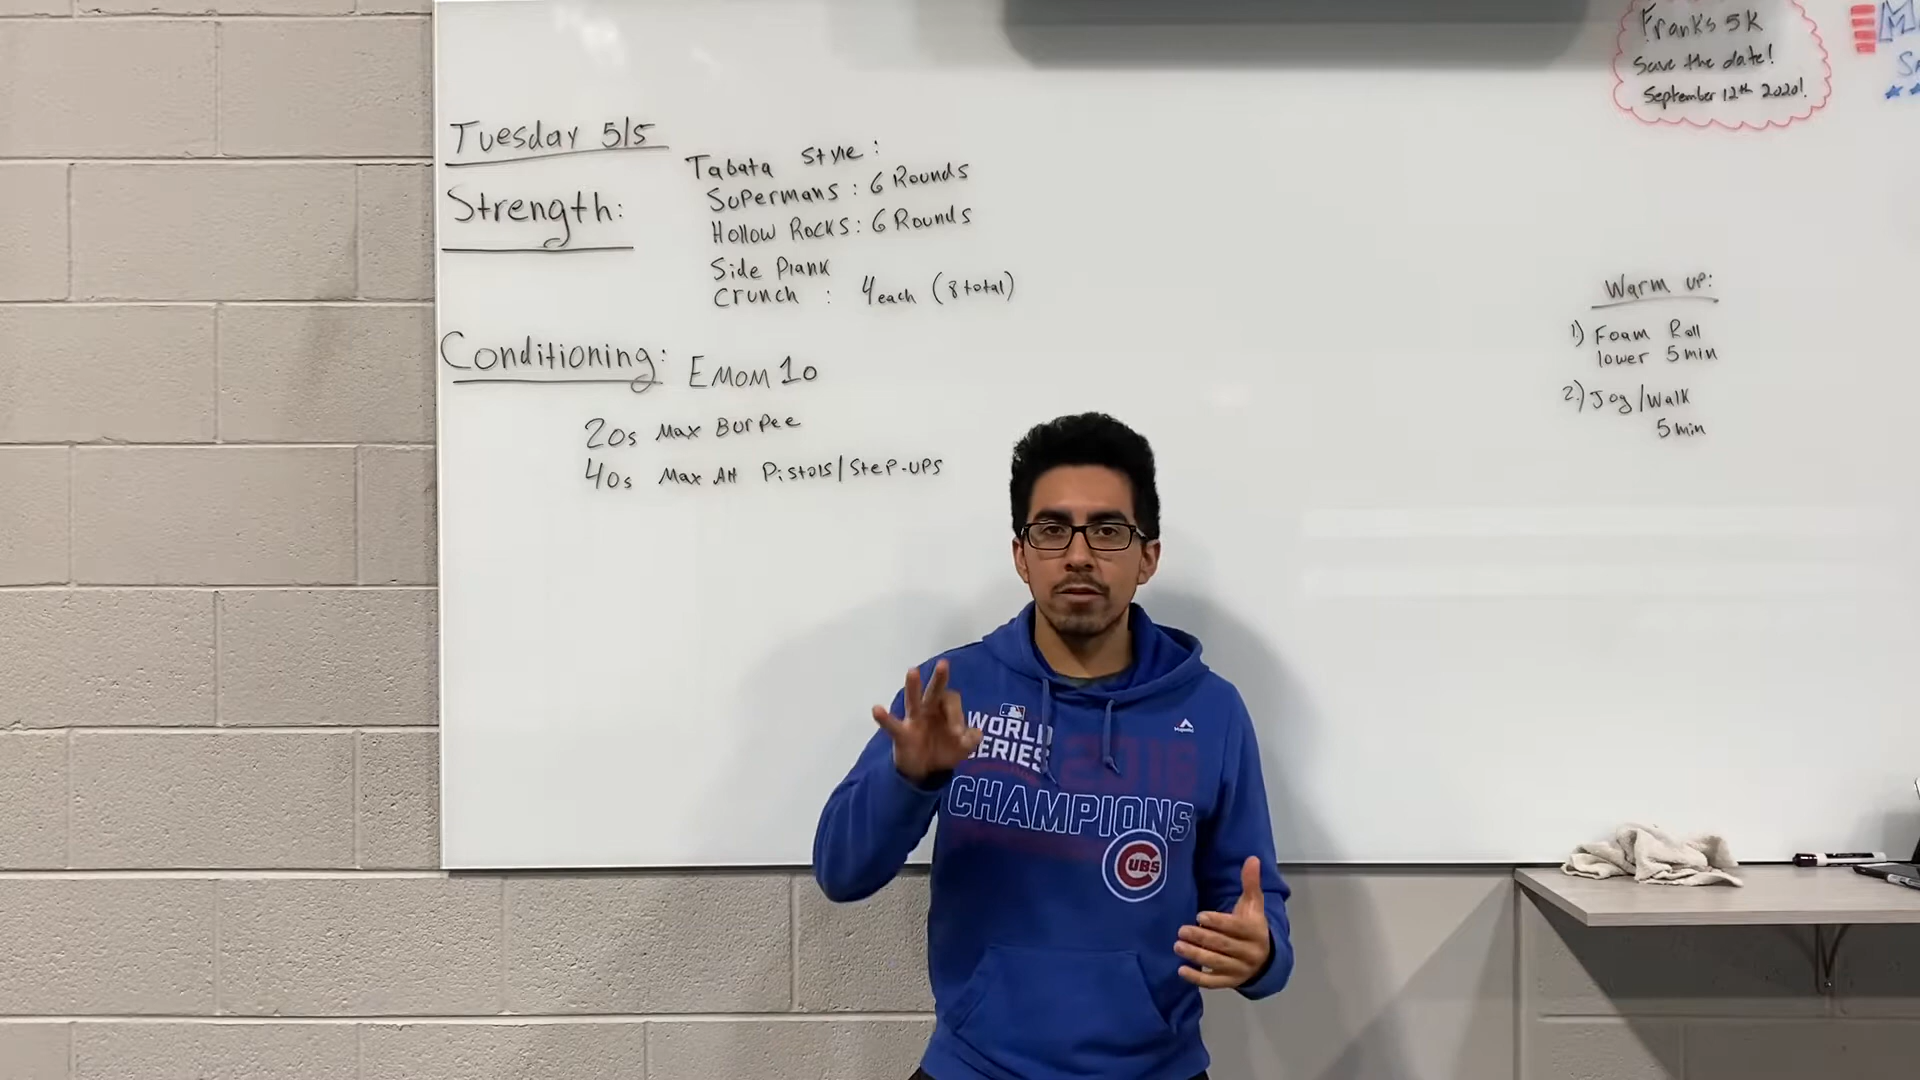 Tuesday 5/5
Strength:
Tabata Style:
Supermans: 6 Rounds
Hollow Rocks: 6 Rounds
Side Plank
Crunch : 4 each (8 total)
Conditioning: EMOM 10
20s Max Burpee
40s Max Alt Pistols/Step-ups
Frank's 5K
Save the date!
September 12th 2020!
Warm up:
1.) Foam Roll
lower 5 min
2.) Jog/Walk
5 min
WORLD
SERIES 2016
CHAMPIONS
CUBS
Majestic